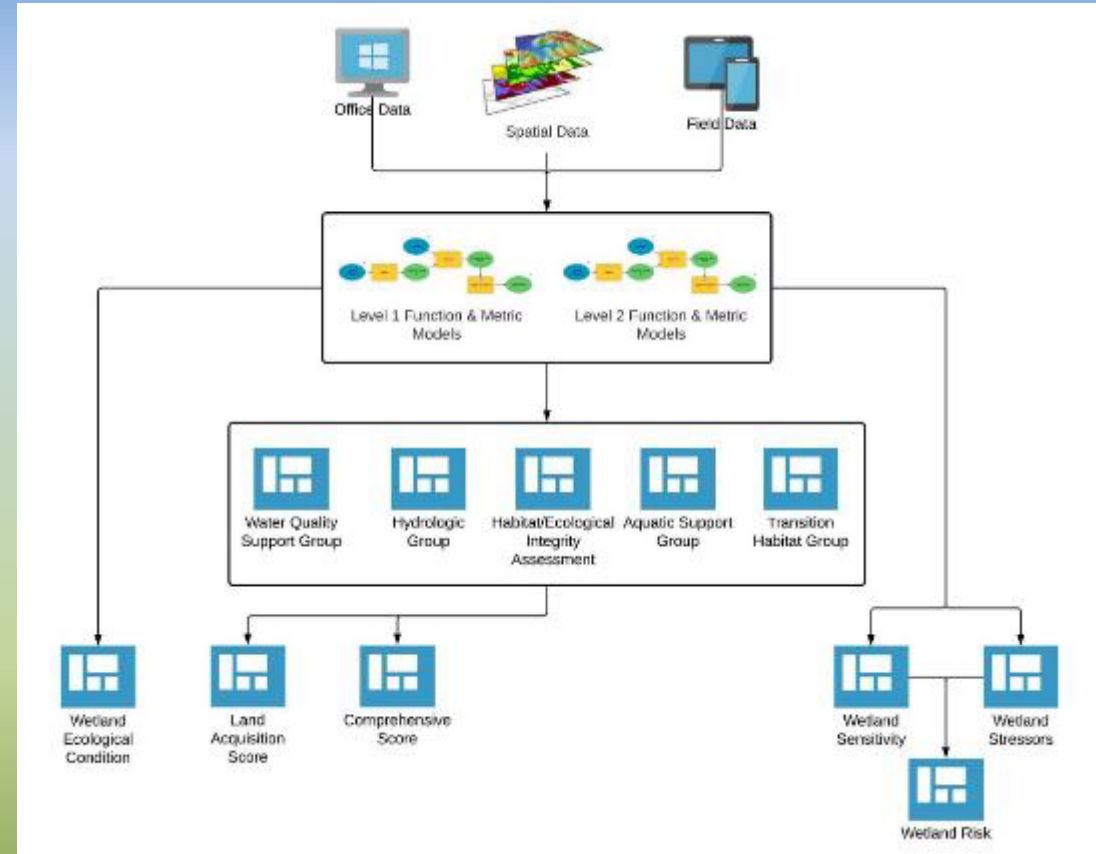 Office Data
Spatial Data
Field Data
Level 1 Function & Metric
Models
Level 2 Function & Metric
Models
Water Quality
Support Group
Hydrologic
Group
Habitat/Ecological
Integrity
Assessment
Aquatic Support
Group
Transition
Habitat Group
Wetland
Ecological
Condition
Land
Acquisition
Score
Comprehensive
Score
Wetland
Sensitivity
Wetland
Stressors
Wetland Risk